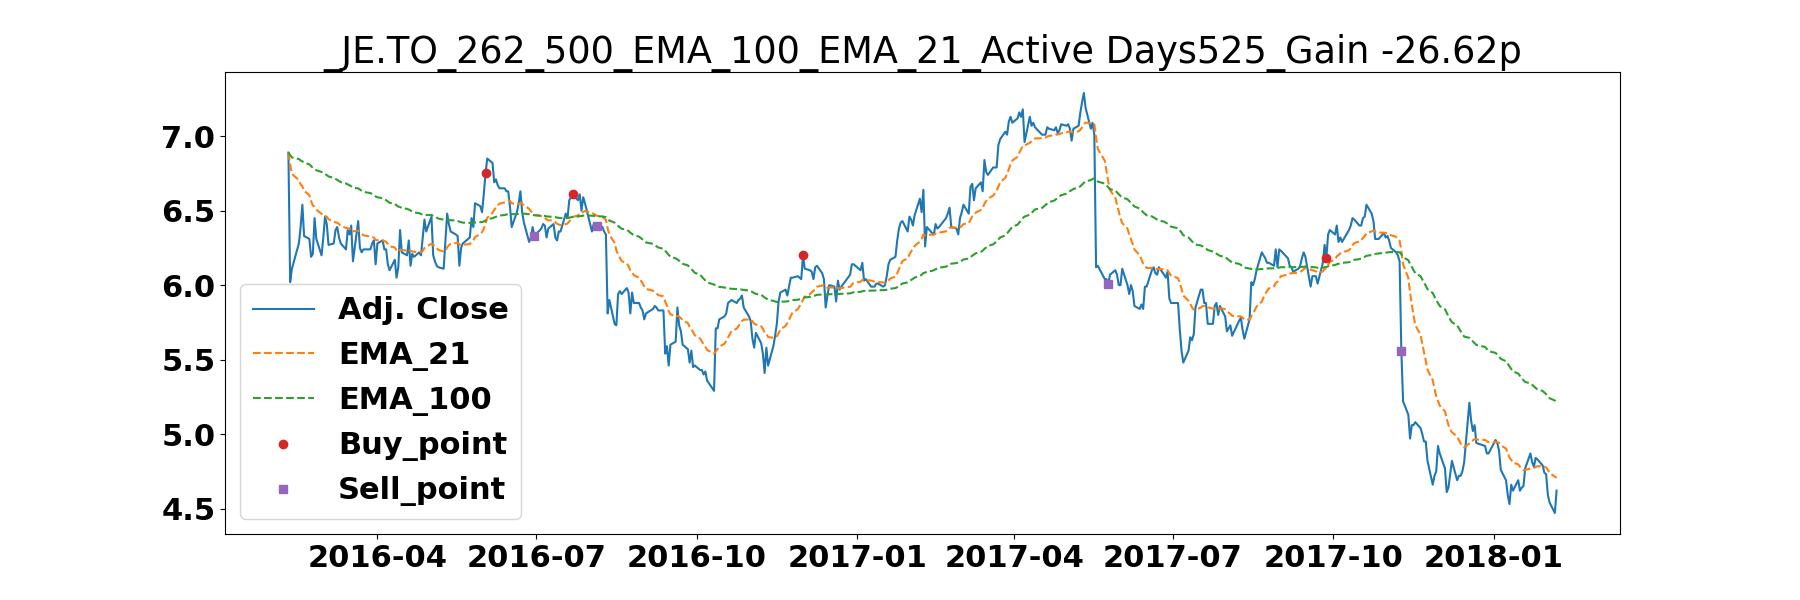 _JE.TO_262_500_EMA_100_EMA_21_Active Days525_Gain -26.62p
7.0
6.5
6.0
5.5
5.0
4.5
Adj. Close
EMA_21
EMA_100
Buy_point
Sell_point
2016-04 2016-07 2016-10 2017-01 2017-04 2017-07 2017-10 2018-01